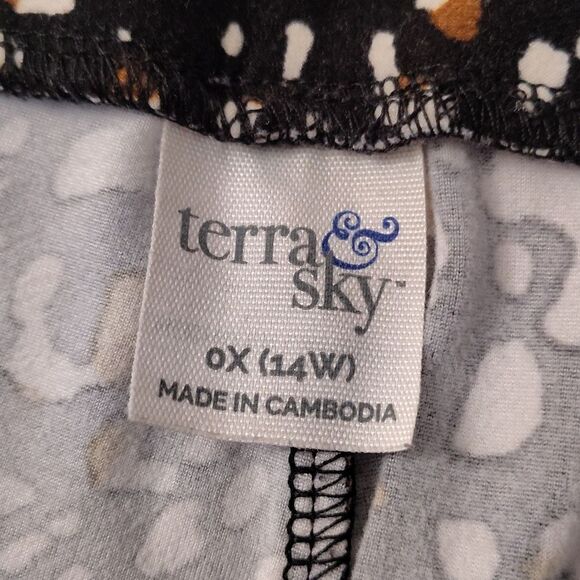 terra &
sky™
0X (14W)
MADE IN CAMBODIA